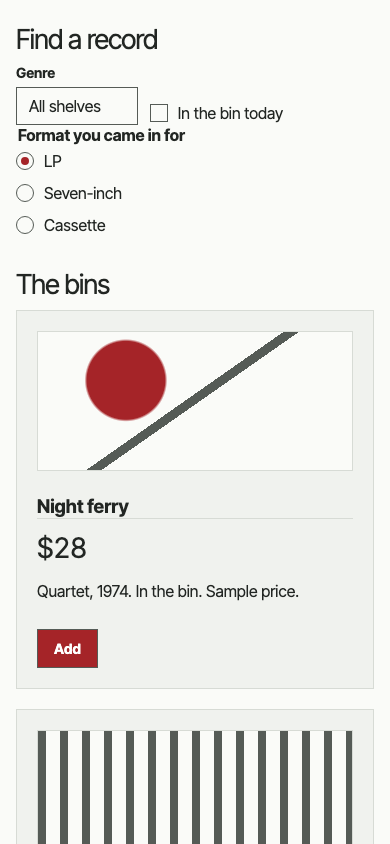 Find a record
Genre
All shelves
In the bin today
Format you came in for
LP
Seven-inch
Cassette
The bins
Night ferry
$28
Quartet, 1974. In the bin. Sample price.
Add